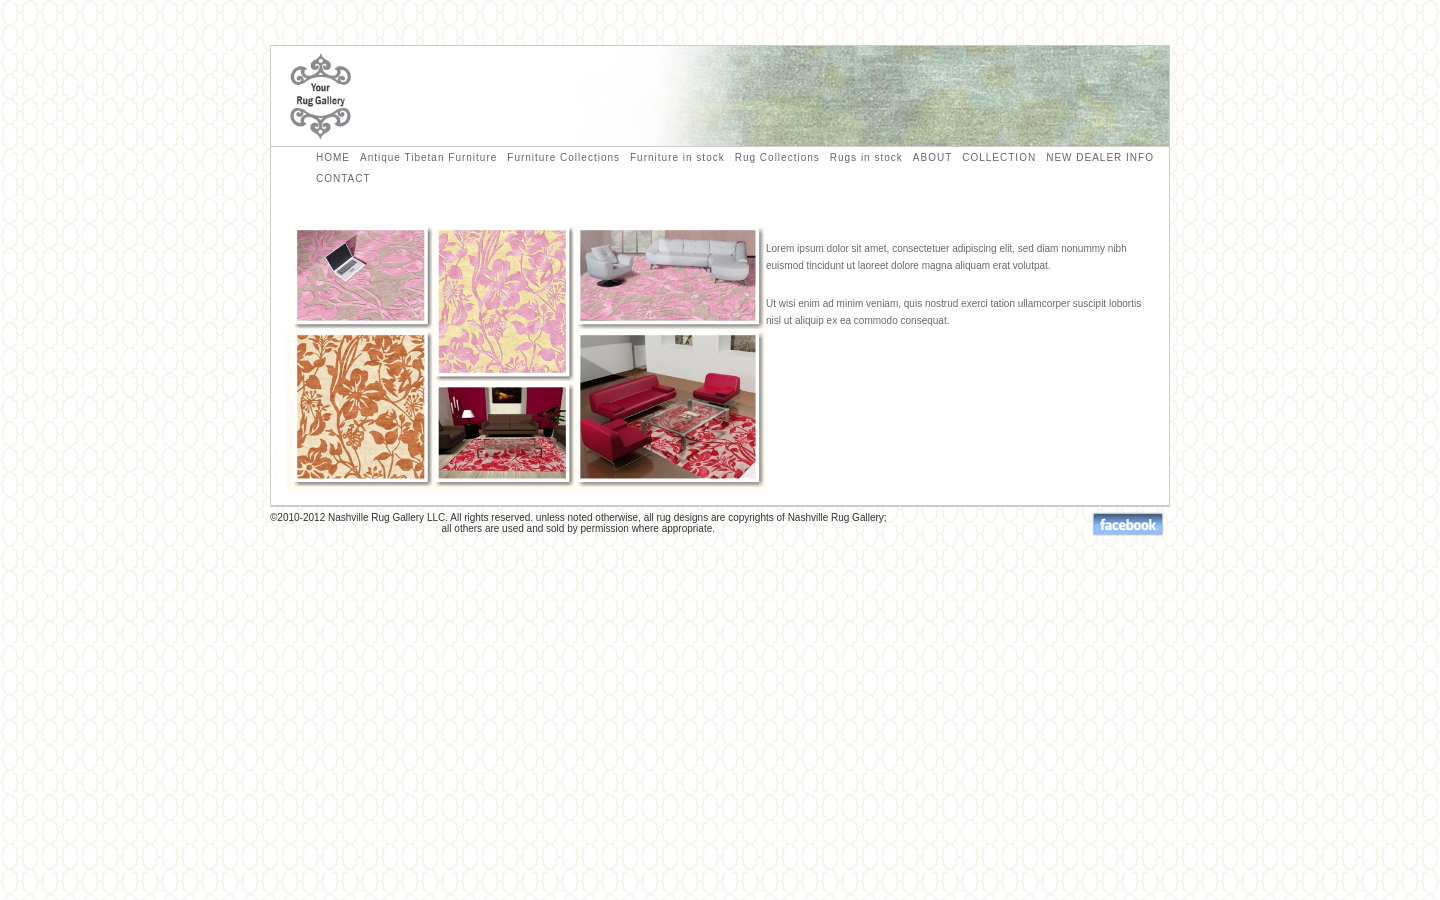 Your
Rug Gallery
HOME Antique Tibetan Furniture Furniture Collections Furniture in stock Rug Collections Rugs in stock ABOUT COLLECTION NEW DEALER INFO
CONTACT
Lorem ipsum dolor sit amet, consectetuer adipiscing elit, sed diam nonummy nibh
euismod tincidunt ut laoreet dolore magna aliquam erat volutpat.
Ut wisi enim ad minim veniam, quis nostrud exerci tation ullamcorper suscipit lobortis
nisl ut aliquip ex ea commodo consequat.
©2010-2012 Nashville Rug Gallery LLC. All rights reserved. unless noted otherwise, all rug designs are copyrights of Nashville Rug Gallery;
all others are used and sold by permission where appropriate.
facebook